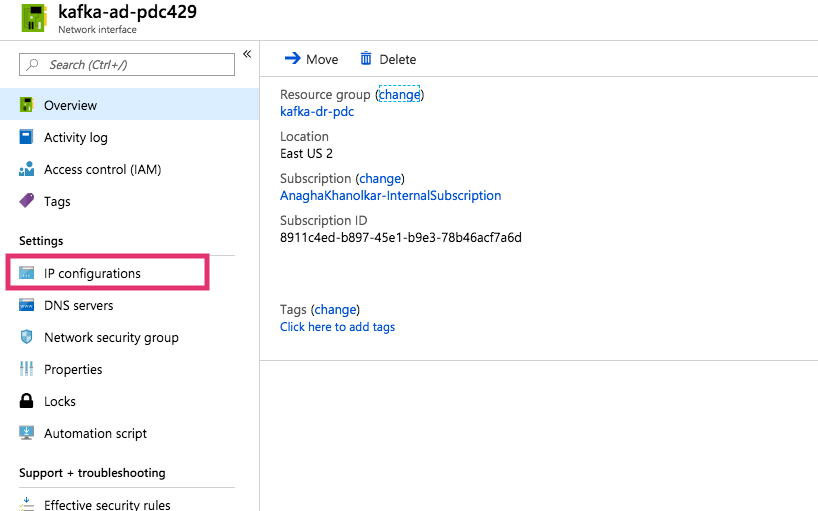 kafka-ad-pdc429
Network interface
Search (Ctrl+/)
«
Overview
Activity log
Access control (IAM)
Tags
Settings
IP configurations
DNS servers
Network security group
Properties
Locks
Automation script
Support + troubleshooting
Effective security rules
Move
Delete
Resource group (change)
kafka-dr-pdc
Location
East US 2
Subscription (change)
AnaghaKhanolkar-InternalSubscription
Subscription ID
8911c4ed-b897-45e1-b9e3-78b46acf7a6d
Tags (change)
Click here to add tags